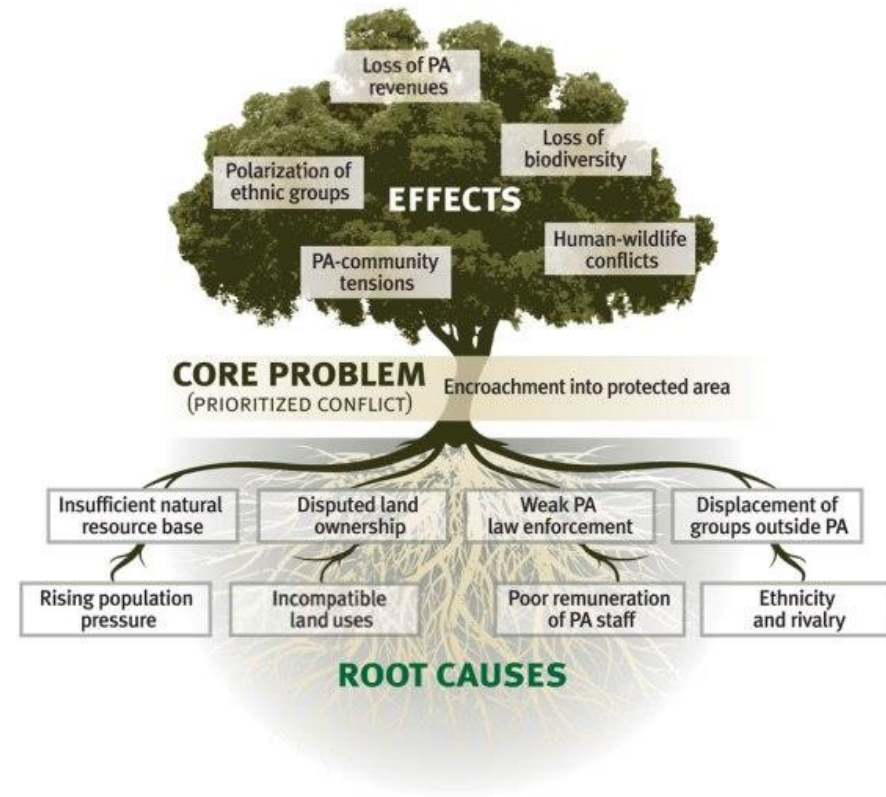 Loss of PA
revenues
Loss of
biodiversity
Polarization of
ethnic groups
EFFECTS
Human-wildlife
conflicts
PA-community
tensions
CORE PROBLEM
(PRIORITIZED CONFLICT)
Encroachment into protected area
Insufficient natural
resource base
Disputed land
ownership
Weak PA
law enforcement
Displacement of
groups outside PA
Rising population
pressure
Incompatible
land uses
Poor remuneration
of PA staff
Ethnicity
and rivalry
ROOT CAUSES